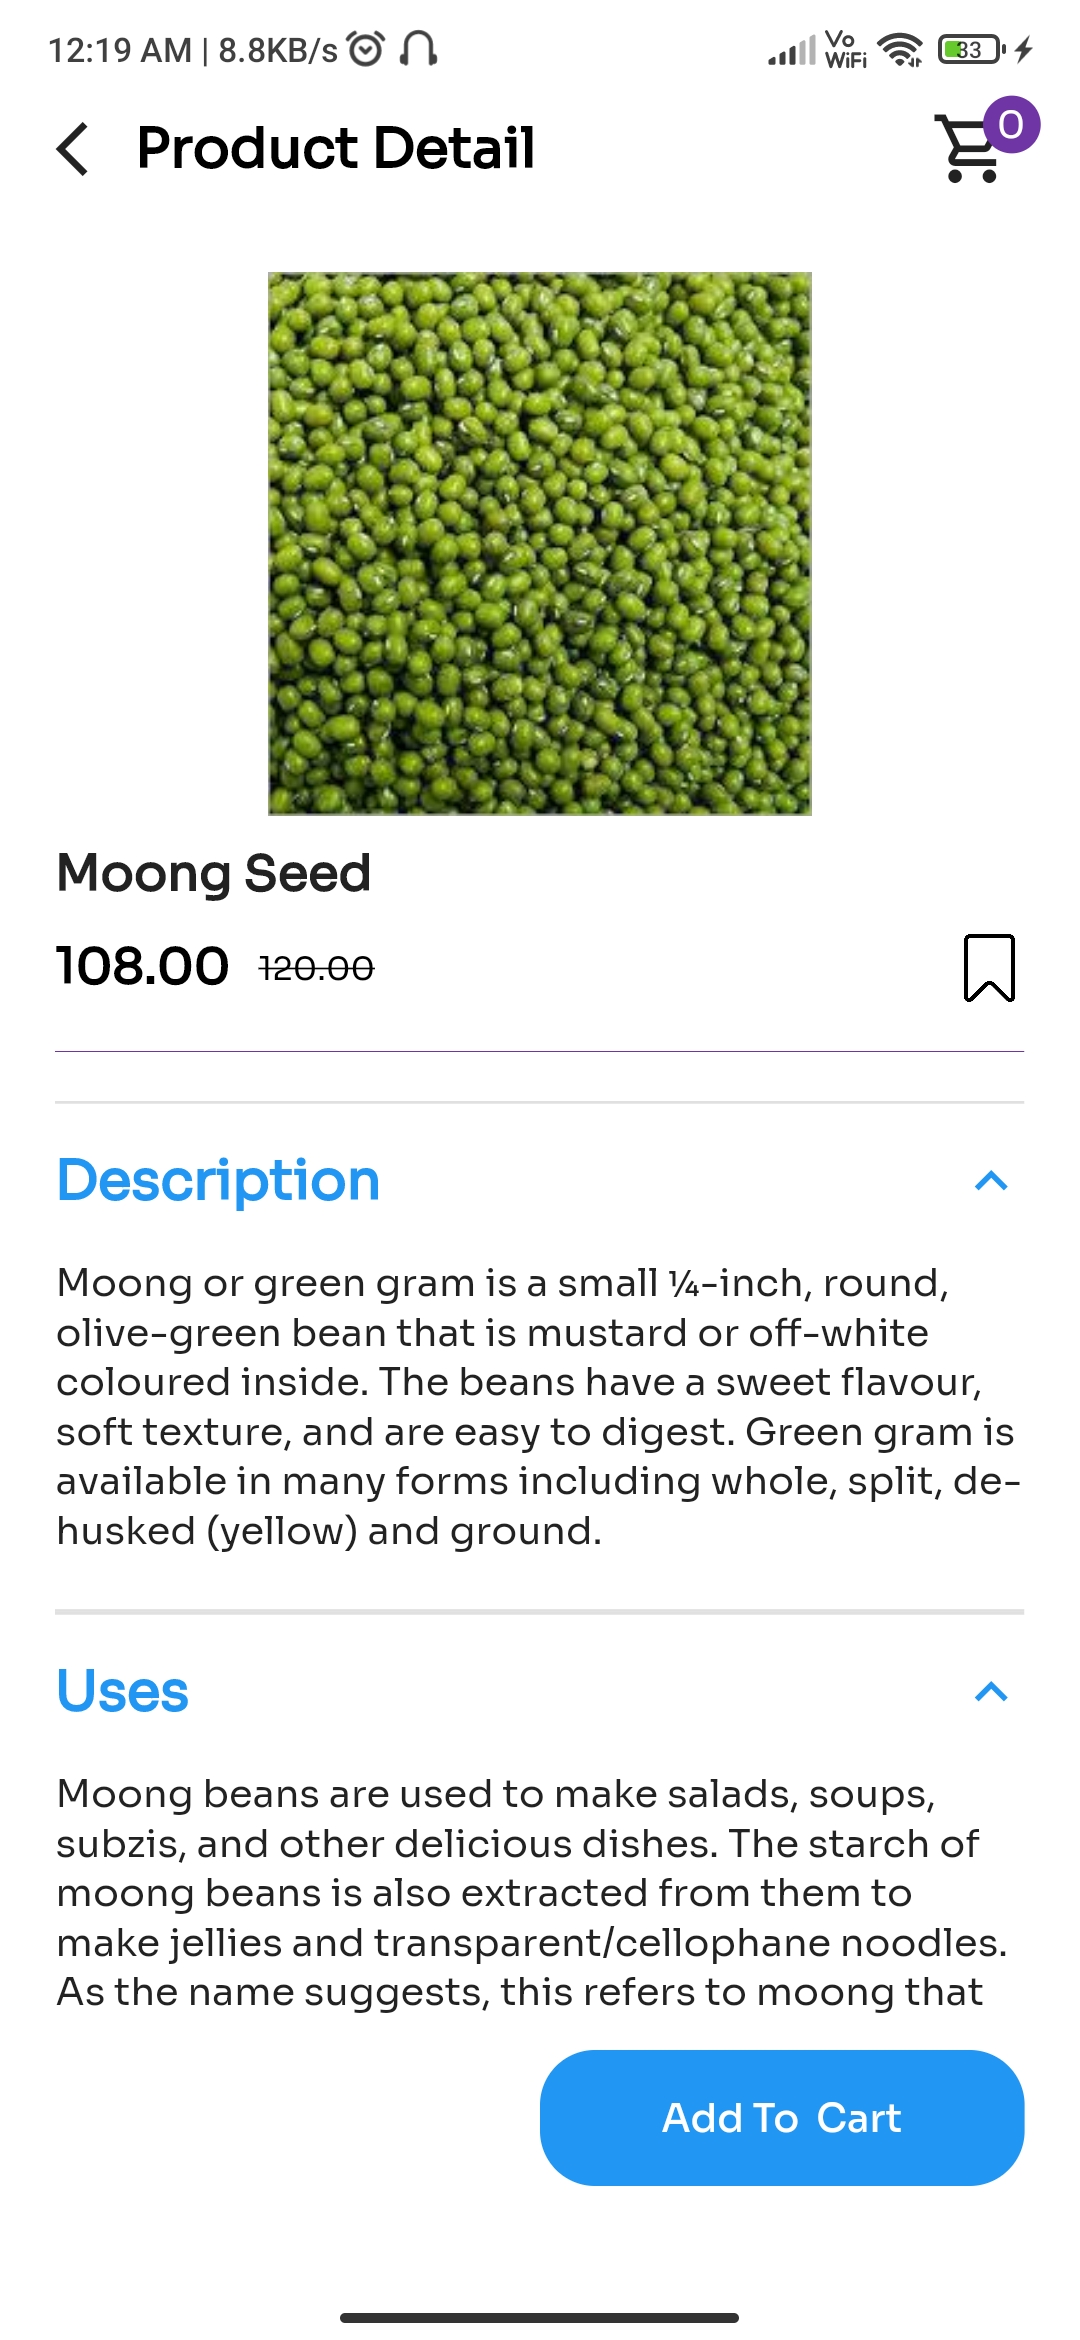 12:19 AM | 8.8KB/s
Vo
WiFi
33
Product Detail
0
Moong Seed
108.00 120.00
Description
Moong or green gram is a small ¼-inch, round,
olive-green bean that is mustard or off-white
coloured inside. The beans have a sweet flavour,
soft texture, and are easy to digest. Green gram is
available in many forms including whole, split, de-
husked (yellow) and ground.
Uses
Moong beans are used to make salads, soups,
subzis, and other delicious dishes. The starch of
moong beans is also extracted from them to
make jellies and transparent/cellophane noodles.
As the name suggests, this refers to moong that
Add To  Cart